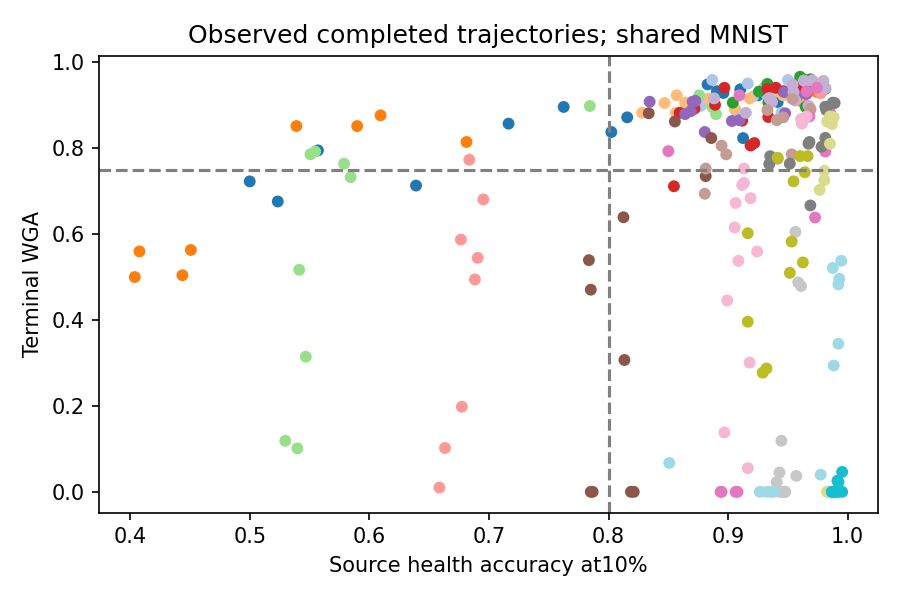 Observed completed trajectories; shared MNIST
1.0
0.8
0.6
0.4
0.2
0.0
Terminal WGA
0.4 0.5 0.6 0.7 0.8 0.9 1.0
Source health accuracy at10%